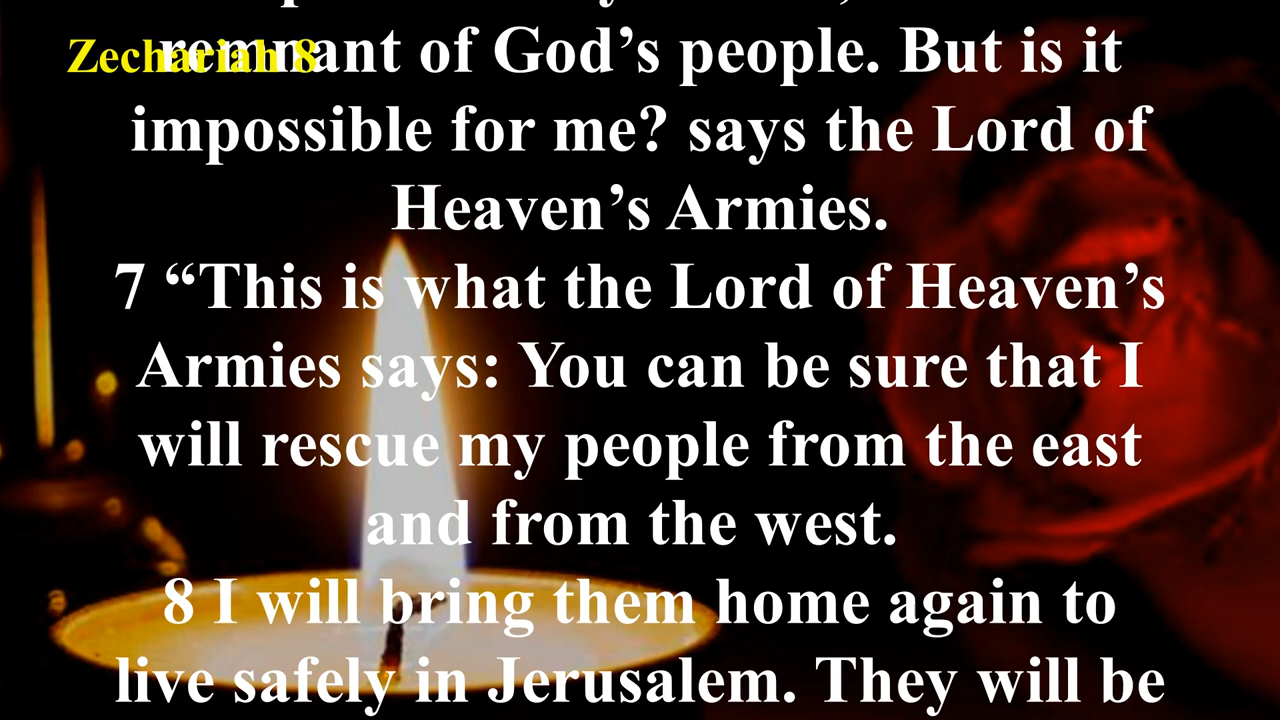 Zechariah 8
remnant of God’s people. But is it
impossible for me? says the Lord of
Heaven’s Armies.
7 “This is what the Lord of Heaven’s
Armies says: You can be sure that I
will rescue my people from the east
and from the west.
8 I will bring them home again to
live safely in Jerusalem. They will be